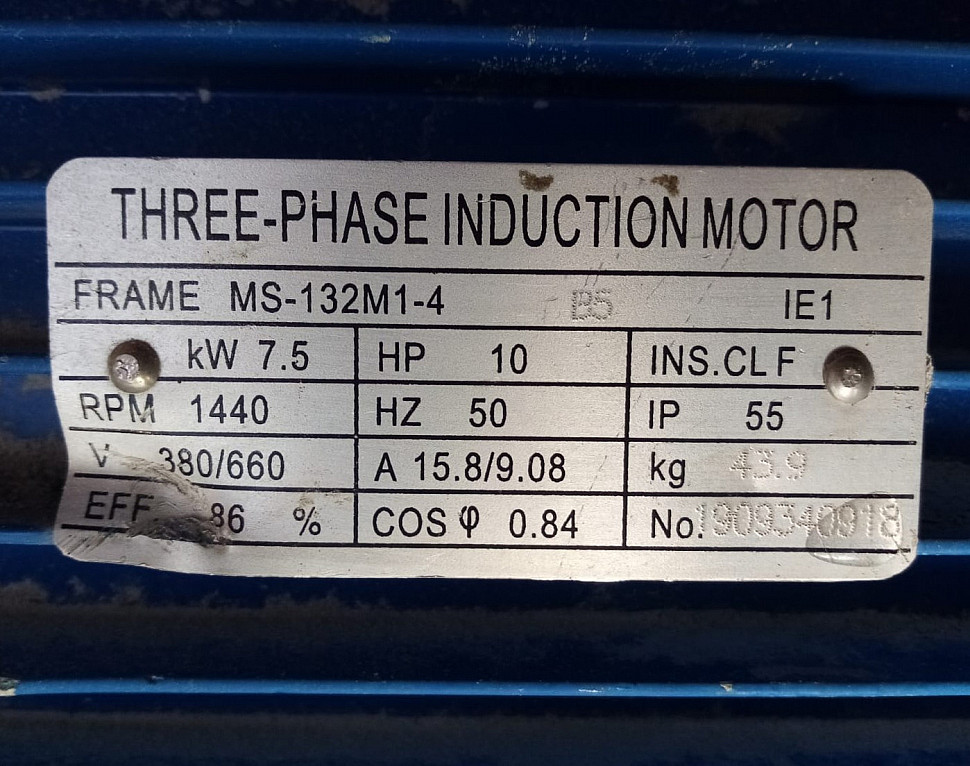 THREE-PHASE INDUCTION MOTOR
FRAME MS-132M1-4 B5 IE1
kW 7.5 HP 10 INS.CL F
RPM 1440 HZ 50 IP 55
V 380/660 A 15.8/9.08 kg 43.9
EFF 86 % COS φ 0.84 No. 1909340918